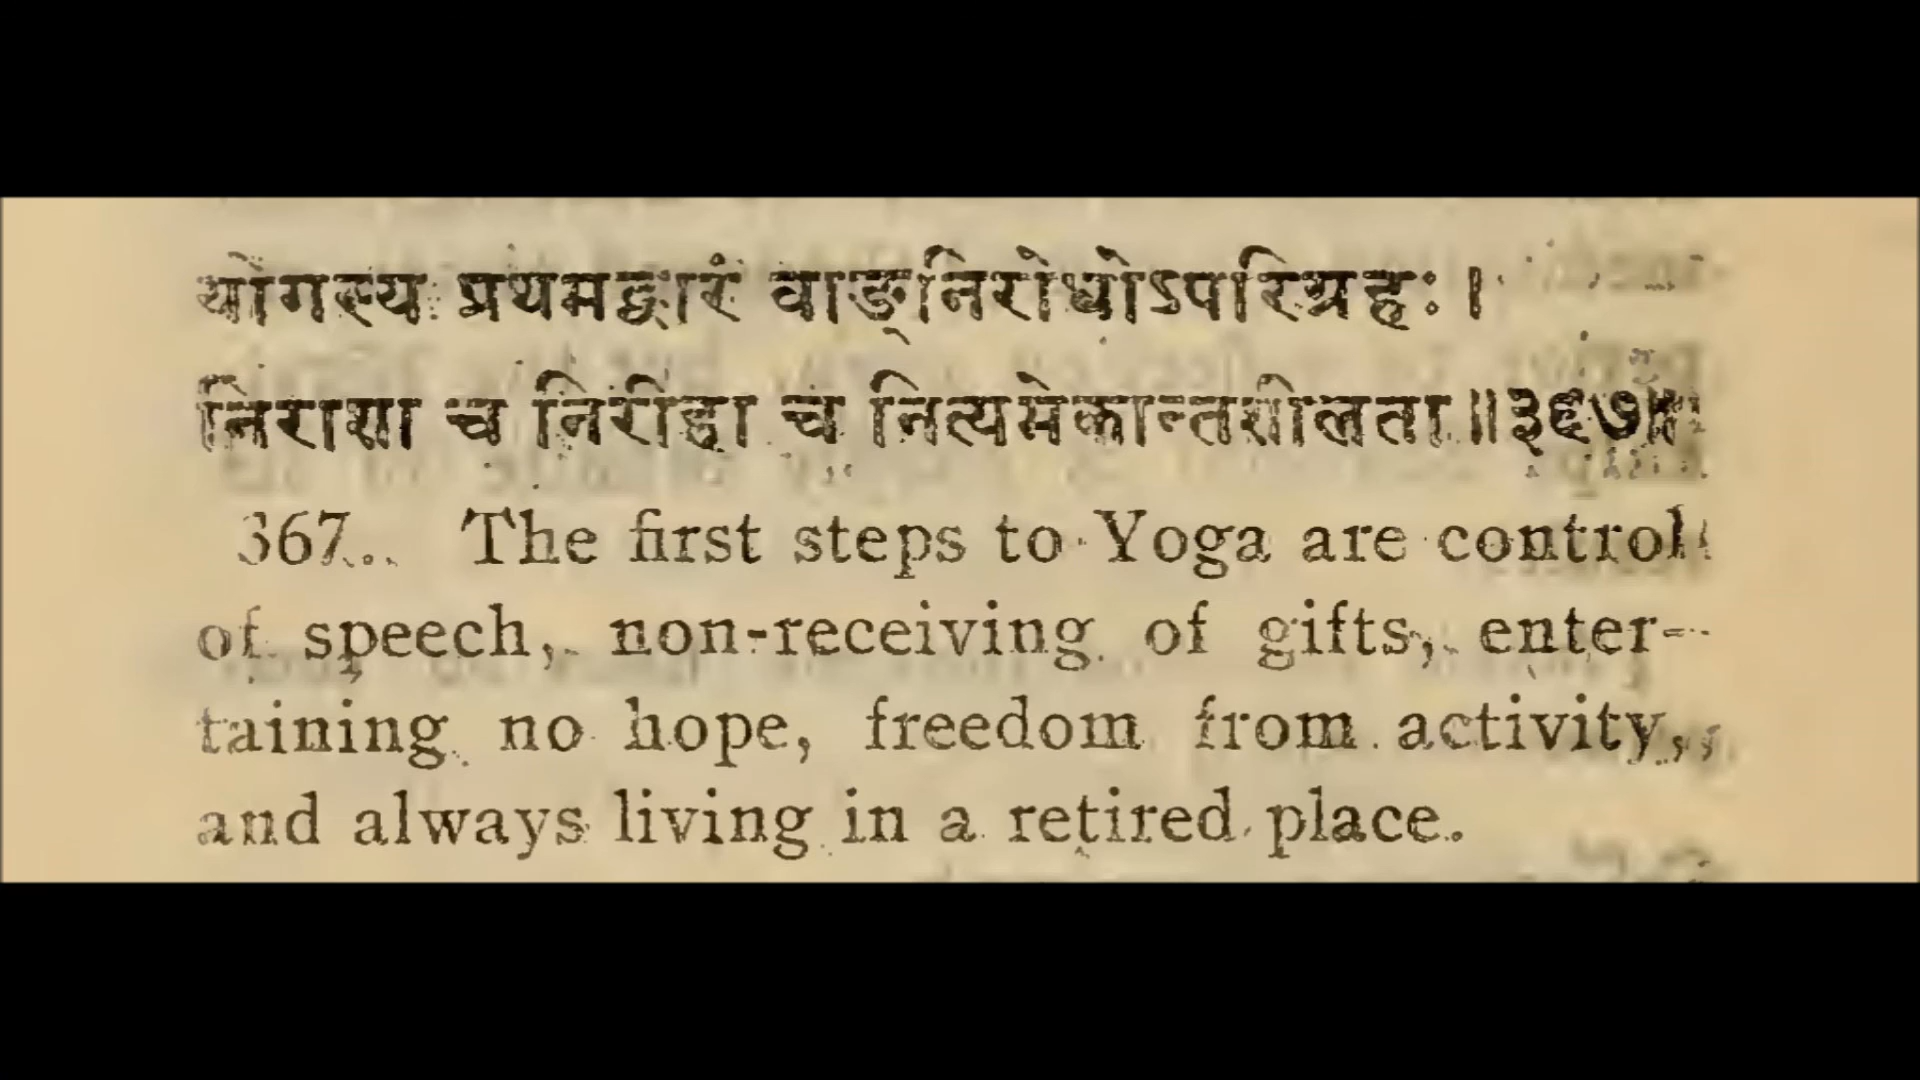 योगस्य प्रथमद्वारं वाङ्निरोधोऽपरिग्रहः ।
निराशा च निरीहा च नित्यमेकान्तशीलता ॥३६७॥
367. The first steps to Yoga are control
of speech, non-receiving of gifts, enter-
taining no hope, freedom from activity,
and always living in a retired place.